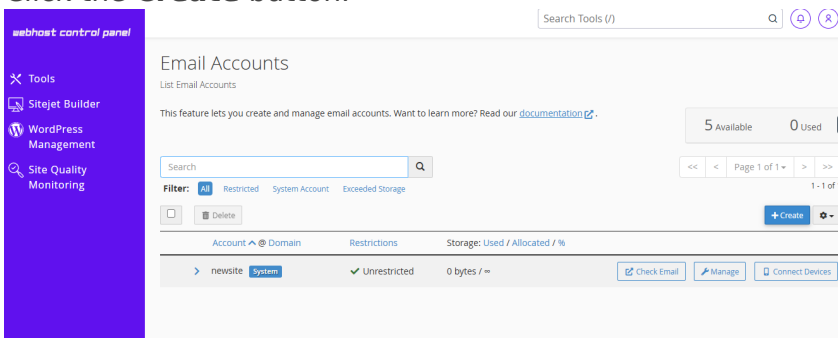 Click the Create button.
webhost control panel
Search Tools (/)
Tools
Sitejet Builder
WordPress
Management
Site Quality
Monitoring
Email Accounts
List Email Accounts
This feature lets you create and manage email accounts. Want to learn more? Read our documentation.
5 Available 0 Used
Search
<< < Page 1 of 1 > >>
Filter: All Restricted System Account Exceeded Storage
1 - 1 of
Delete
+ Create
Account @ Domain Restrictions Storage: Used / Allocated / %
newsite System Unrestricted 0 bytes / ∞ Check Email Manage Connect Devices